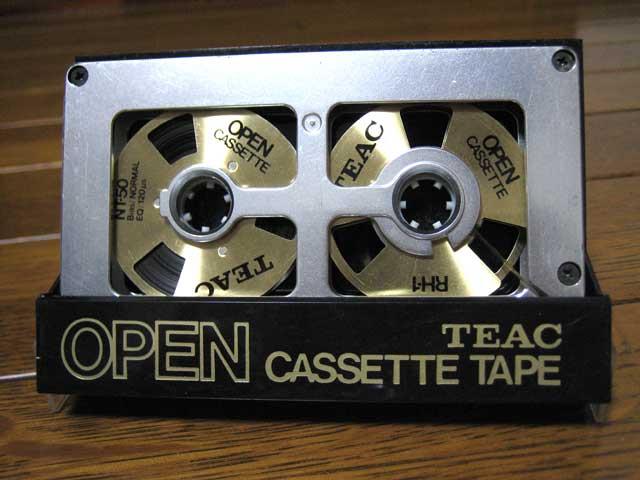 OPEN
CASSETTE
NT-50
Bias: NORMAL
EQ: 120μs
TEAC
TEAC
OPEN
CASSETTE
RH-1
OPEN
TEAC
CASSETTE TAPE